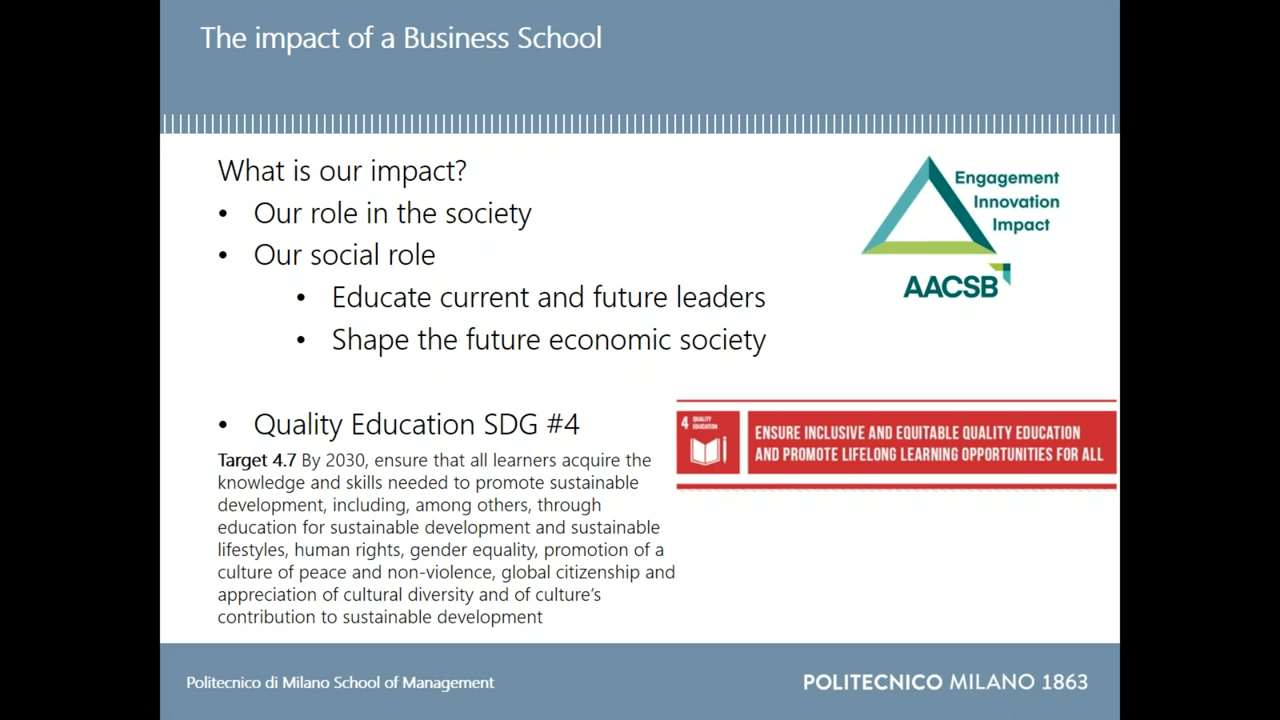 The impact of a Business School
What is our impact?
• Our role in the society
• Our social role
• Educate current and future leaders
• Shape the future economic society
Engagement
Innovation
Impact
AACSB
• Quality Education SDG #4
Target 4.7 By 2030, ensure that all learners acquire the
knowledge and skills needed to promote sustainable
development, including, among others, through
education for sustainable development and sustainable
lifestyles, human rights, gender equality, promotion of a
culture of peace and non-violence, global citizenship and
appreciation of cultural diversity and of culture's
contribution to sustainable development
4 QUALITY
EDUCATION
ENSURE INCLUSIVE AND EQUITABLE QUALITY EDUCATION
AND PROMOTE LIFELONG LEARNING OPPORTUNITIES FOR ALL
Politecnico di Milano School of Management
POLITECNICO MILANO 1863